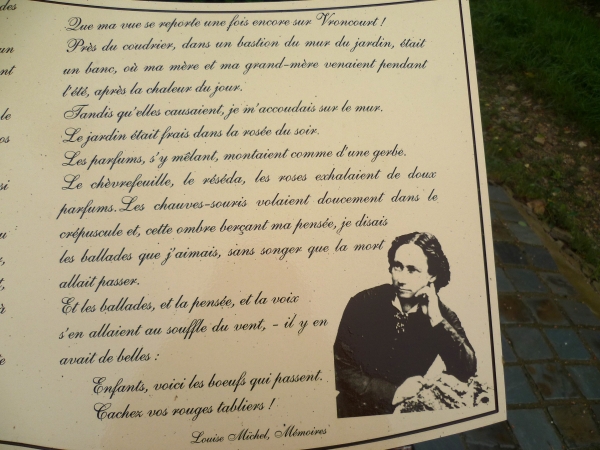 ades
Que ma vue se reporte une fois encore sur Vroncourt !
un
Près du coudrier, dans un bastion du mur du jardin, était
nt
un banc, où ma mère et ma grand-mère venaient pendant
l'été, après la chaleur du jour.
le
Tandis qu'elles causaient, je m'accoudais sur le mur.
os
Le jardin était frais dans la rosée du soir.
Les parfums, s'y mêlant, montaient comme d'une gerbe.
si
Le chèvrefeuille, le réséda, les roses exhalaient de doux
parfums. Les chauves-souris volaient doucement dans le
u
crépuscule et, cette ombre berçant ma pensée, je disais
les ballades que j'aimais, sans songer que la mort
t,
allait passer.
à
Et les ballades, et la pensée, et la voix
s'en allaient au souffle du vent, - il y en
ie
avait de belles :
Enfants, voici les boeufs qui passent.
Cachez vos rouges tabliers !
Louise Michel, Mémoires